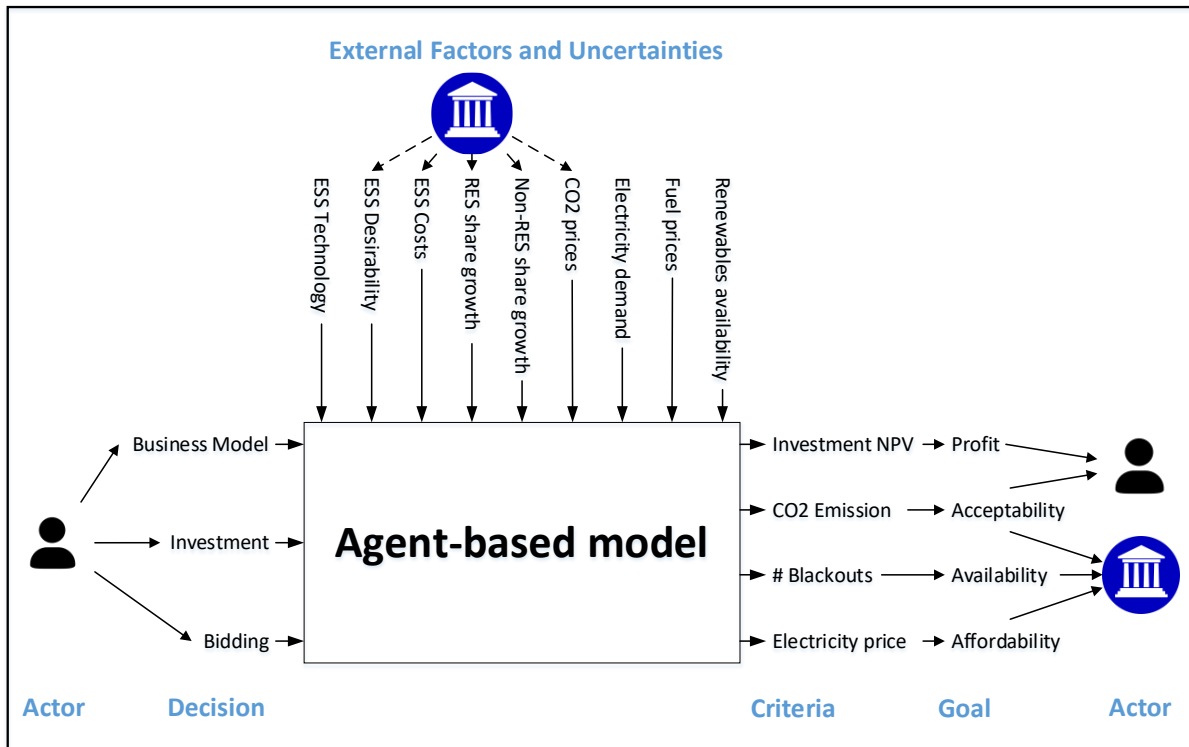 External Factors and Uncertainties
ESS Technology
ESS Desirability
ESS Costs
RES share growth
Non-RES share growth
CO2 prices
Electricity demand
Fuel prices
Renewables availability
Business Model
Investment
Bidding
Agent-based model
Investment NPV
Profit
CO2 Emission
Acceptability
# Blackouts
Availability
Electricity price
Affordability
Actor
Decision
Criteria
Goal
Actor